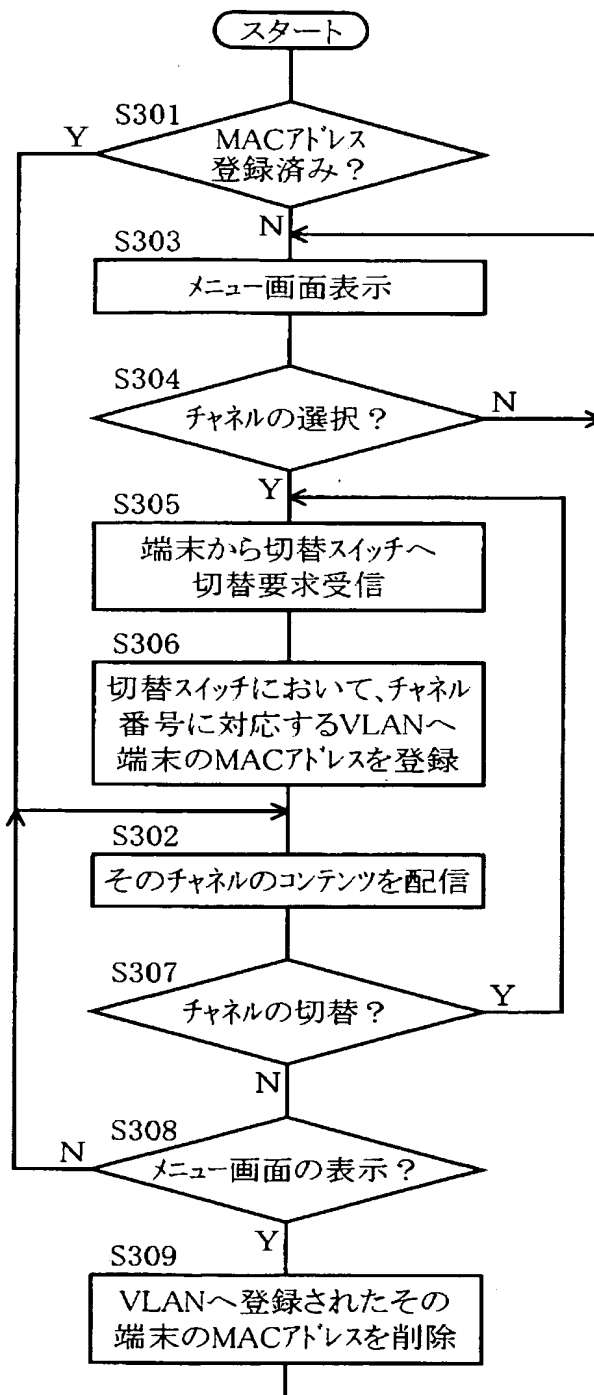 スタート
S301
Y
MACアドレス
登録済み？
N
S303
メニュー画面表示
S304
チャネルの選択？
N
Y
S305
端末から切替スイッチへ
切替要求受信
S306
切替スイッチにおいて、チャネル
番号に対応するVLANへ
端末のMACアドレスを登録
S302
そのチャネルのコンテンツを配信
S307
チャネルの切替？
Y
N
S308
N
メニュー画面の表示？
Y
S309
VLANへ登録されたその
端末のMACアドレスを削除